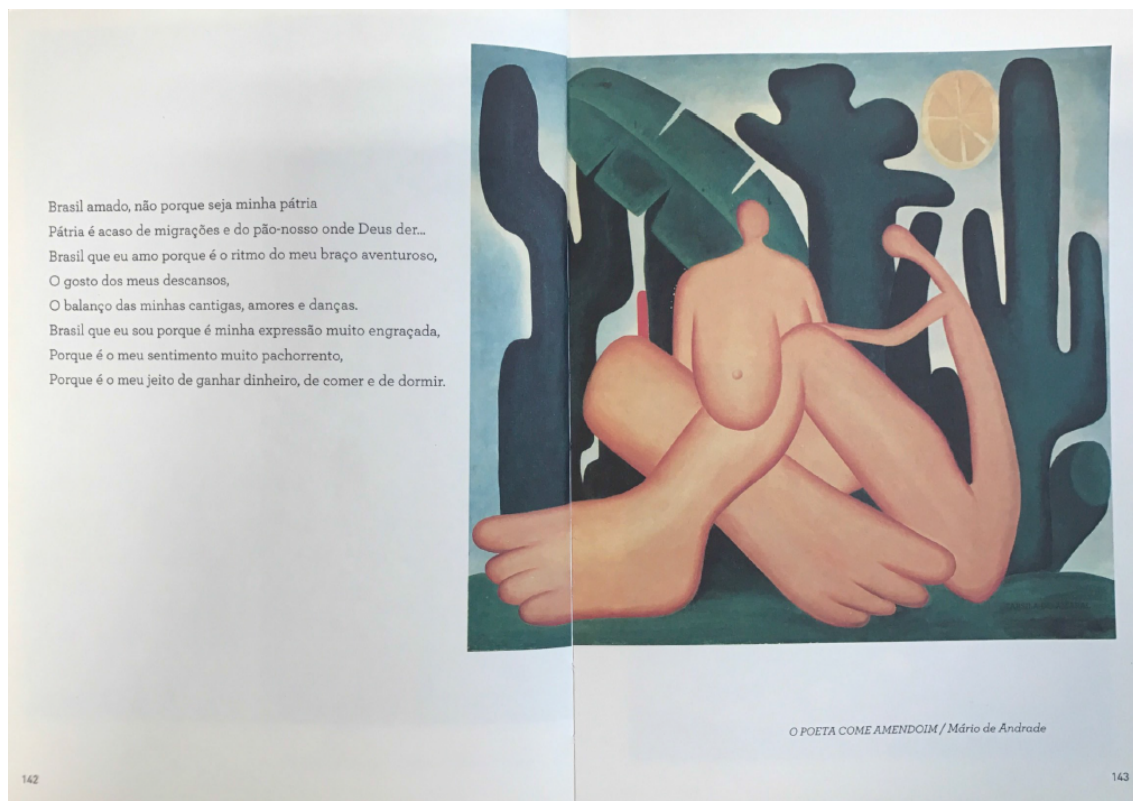 Brasil amado, não porque seja minha pátria
Pátria é acaso de migrações e do pão-nosso onde Deus der...
Brasil que eu amo porque é o ritmo do meu braço aventuroso,
O gosto dos meus descansos,
O balanço das minhas cantigas, amores e danças.
Brasil que eu sou porque é minha expressão muito engraçada,
Porque é o meu sentimento muito pachorrento,
Porque é o meu jeito de ganhar dinheiro, de comer e de dormir.
O POETA COME AMENDOIM / Mário de Andrade
142
143